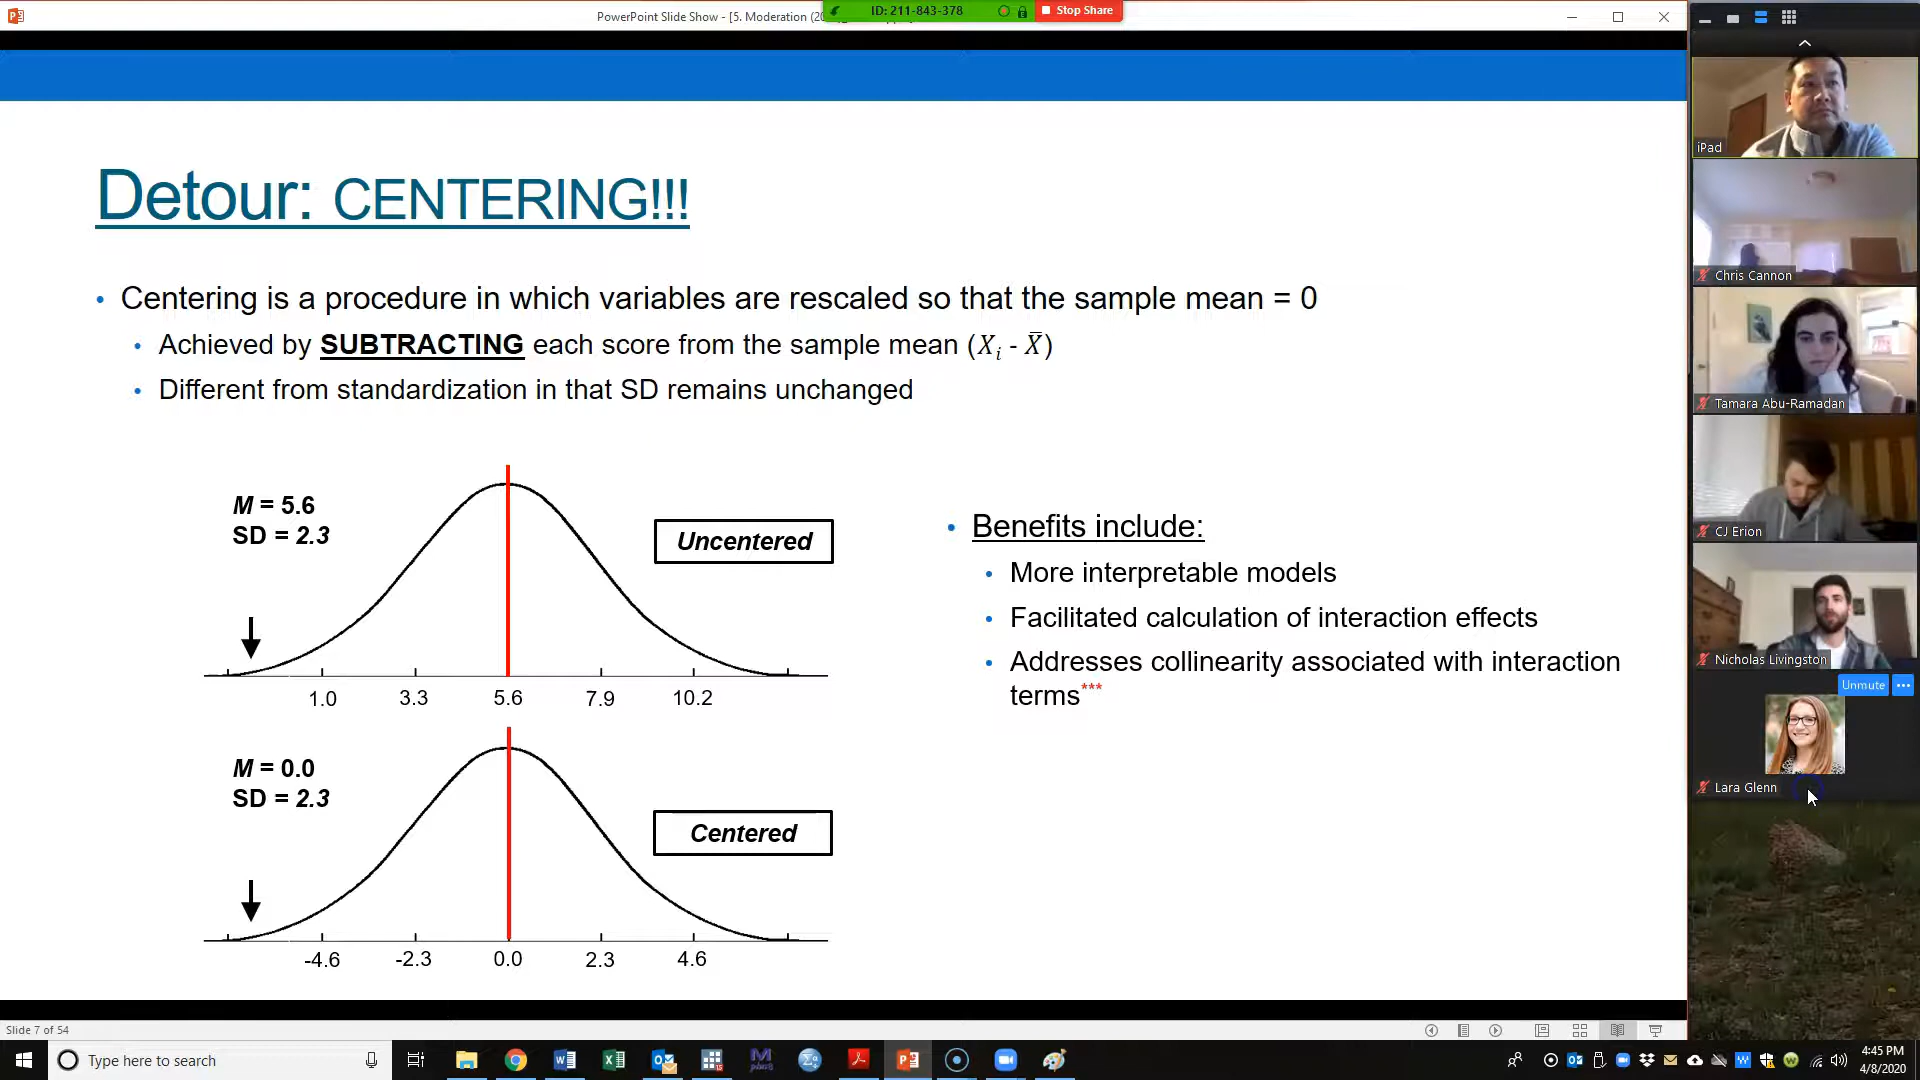 PowerPoint Slide Show - [5. Moderation (20
ID: 211-843-378
Stop Share
Detour: CENTERING!!!
• Centering is a procedure in which variables are rescaled so that the sample mean = 0
• Achieved by SUBTRACTING each score from the sample mean (Xᵢ - X̄)
• Different from standardization in that SD remains unchanged
M = 5.6
SD = 2.3
Uncentered
1.0 3.3 5.6 7.9 10.2
M = 0.0
SD = 2.3
Centered
-4.6 -2.3 0.0 2.3 4.6
• Benefits include:
• More interpretable models
• Facilitated calculation of interaction effects
• Addresses collinearity associated with interaction
terms***
iPad
Chris Cannon
Tamara Abu-Ramadan
CJ Erion
Nicholas Livingston
Unmute
Lara Glenn
Slide 7 of 54
Type here to search
4:45 PM
4/8/2020